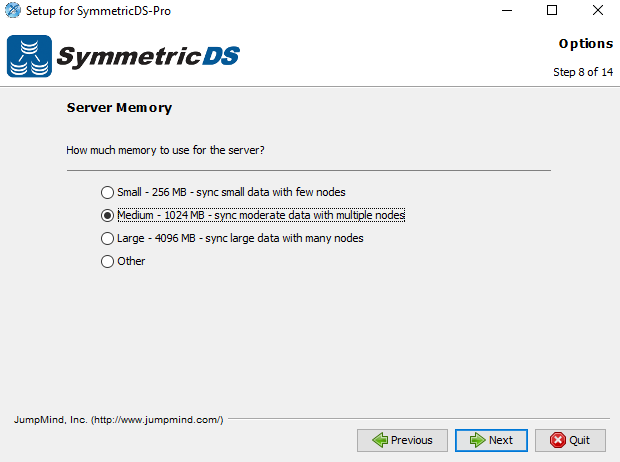 Setup for SymmetricDS-Pro
SymmetricDS
Options
Step 8 of 14
Server Memory
How much memory to use for the server?
Small - 256 MB - sync small data with few nodes
Medium - 1024 MB - sync moderate data with multiple nodes
Large - 4096 MB - sync large data with many nodes
Other
JumpMind, Inc. (http://www.jumpmind.com/)
Previous
Next
Quit